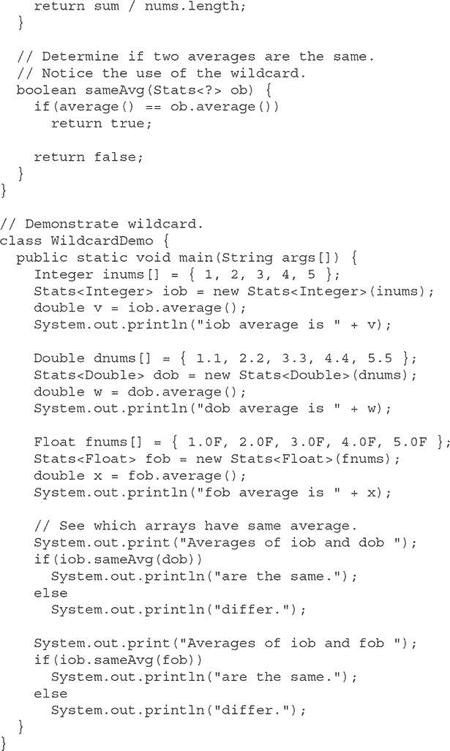 return sum / nums.length;
  }

  // Determine if two averages are the same.
  // Notice the use of the wildcard.
  boolean sameAvg(Stats<?> ob) {
    if(average() == ob.average())
      return true;

    return false;
  }
}

// Demonstrate wildcard.
class WildcardDemo {
  public static void main(String args[]) {
    Integer inums[] = { 1, 2, 3, 4, 5 };
    Stats<Integer> iob = new Stats<Integer>(inums);
    double v = iob.average();
    System.out.println("iob average is " + v);

    Double dnums[] = { 1.1, 2.2, 3.3, 4.4, 5.5 };
    Stats<Double> dob = new Stats<Double>(dnums);
    double w = dob.average();
    System.out.println("dob average is " + w);

    Float fnums[] = { 1.0F, 2.0F, 3.0F, 4.0F, 5.0F };
    Stats<Float> fob = new Stats<Float>(fnums);
    double x = fob.average();
    System.out.println("fob average is " + x);

    // See which arrays have same average.
    System.out.print("Averages of iob and dob ");
    if(iob.sameAvg(dob))
      System.out.println("are the same.");
    else
      System.out.println("differ.");

    System.out.print("Averages of iob and fob ");
    if(iob.sameAvg(fob))
      System.out.println("are the same.");
    else
      System.out.println("differ.");
  }
}